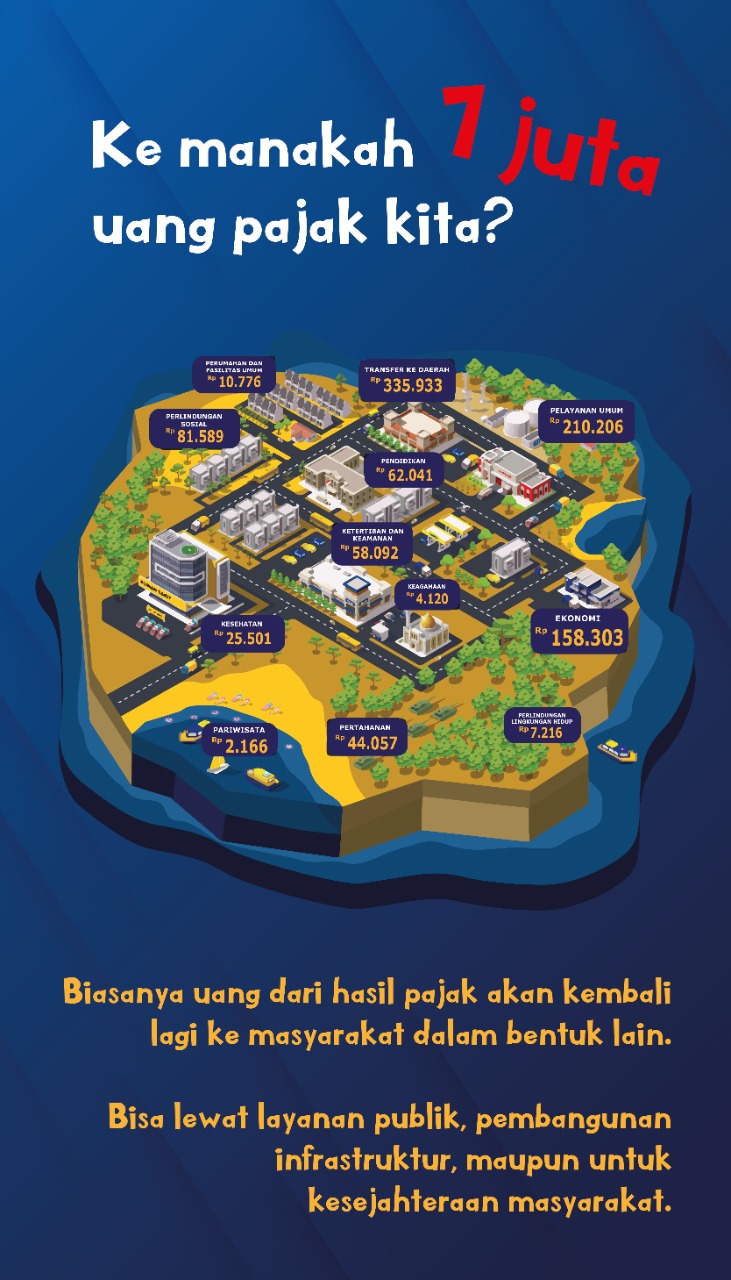 Ke manakah 7 juta
uang pajak kita?
PERUMAHAN DAN
FASILITAS UMUM
Rp 10.776
TRANSFER KE DAERAH
Rp 335.933
PERLINDUNGAN
SOSIAL
Rp 81.589
PELAYANAN UMUM
Rp 210.206
PENDIDIKAN
Rp 62.041
KETERTIBAN DAN
KEAMANAN
Rp 58.092
KEAGAMAAN
Rp 4.120
RUMAH SAKIT
KESEHATAN
Rp 25.501
EKONOMI
Rp 158.303
PARIWISATA
Rp 2.166
PERTAHANAN
Rp 44.057
PERLINDUNGAN
LINGKUNGAN HIDUP
Rp 7.216
Biasanya uang dari hasil pajak akan kembali
lagi ke masyarakat dalam bentuk lain.
Bisa lewat layanan publik, pembangunan
infrastruktur, maupun untuk
kesejahteraan masyarakat.